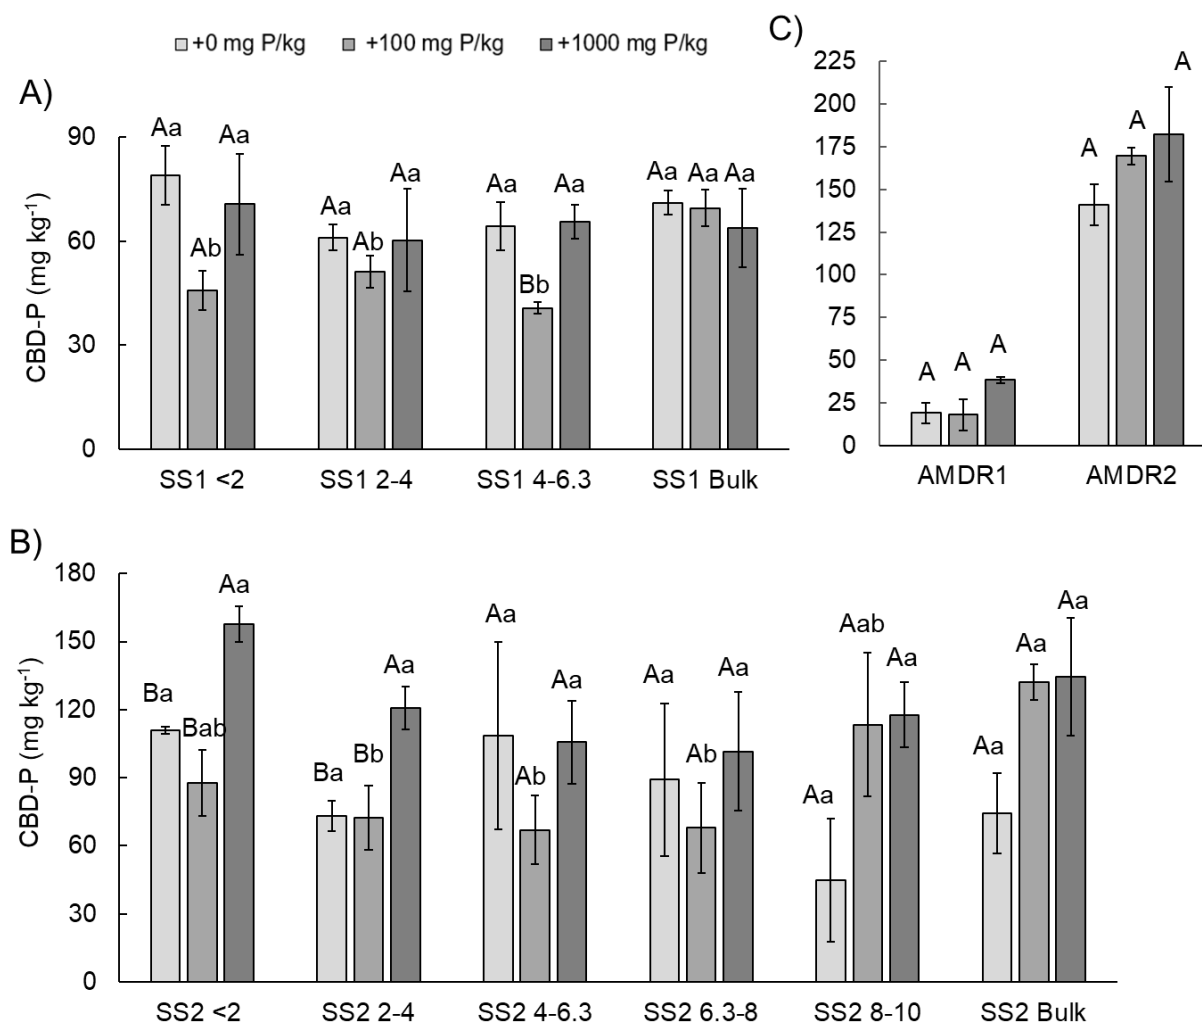 +0 mg P/kg +100 mg P/kg +1000 mg P/kg
A)
CBD-P (mg kg-1)
90
60
30
0
Aa Ab Aa
Aa Ab Aa
Aa Bb Aa
Aa Aa Aa
SS1 <2 SS1 2-4 SS1 4-6.3 SS1 Bulk
C)
225
200
175
150
125
100
75
50
25
0
A A A
A A A
AMDR1 AMDR2
B)
CBD-P (mg kg-1)
180
150
120
90
60
30
0
Ba Bab Aa
Ba Bb Aa
Aa Ab Aa
Aa Ab Aa
Aa Aab Aa
Aa Aa Aa
SS2 <2 SS2 2-4 SS2 4-6.3 SS2 6.3-8 SS2 8-10 SS2 Bulk